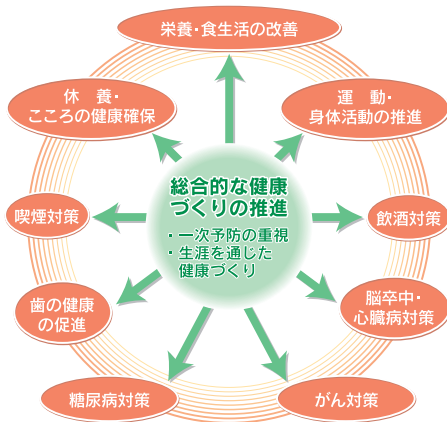 栄養・食生活の改善
休　養・
こころの健康確保
運　動・
身体活動の推進
総合的な健康
づくりの推進
・一次予防の重視
・生涯を通じた
健康づくり
喫煙対策
飲酒対策
歯の健康
の促進
脳卒中・
心臓病対策
糖尿病対策
がん対策